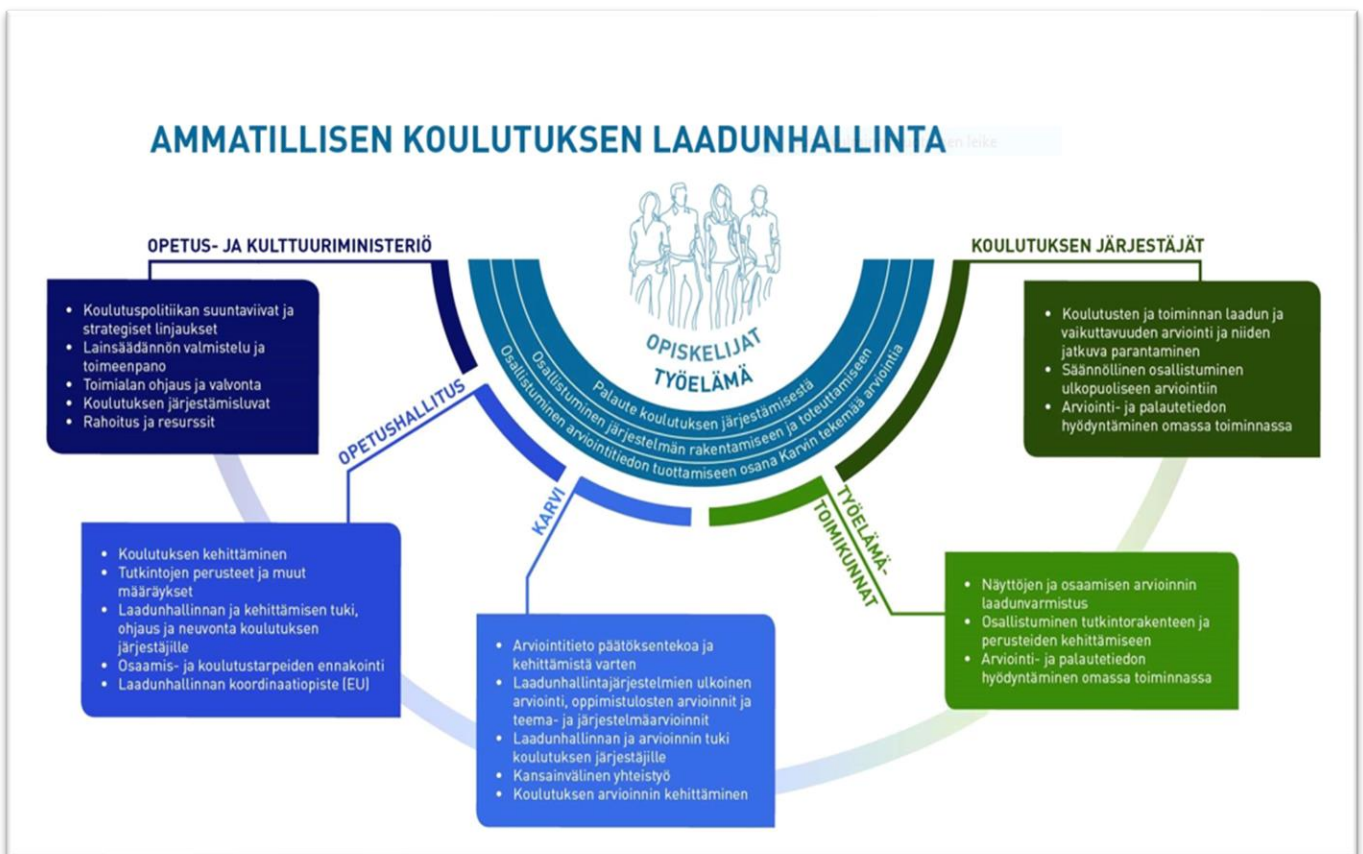 AMMATILLISEN KOULUTUKSEN LAADUNHALLINTA
en leike
OPETUS- JA KULTTUURIMINISTERIÖ
• Koulutuspolitiikan suuntaviivat ja
strategiset linjaukset
• Lainsäädännön valmistelu ja
toimeenpano
• Toimialan ohjaus ja valvonta
• Koulutuksen järjestämisluvat
• Rahoitus ja resurssit
OPETUSHALLITUS
• Koulutuksen kehittäminen
• Tutkintojen perusteet ja muut
määräykset
• Laadunhallinnan ja kehittämisen tuki,
ohjaus ja neuvonta koulutuksen
järjestäjille
• Osaamis- ja koulutustarpeiden ennakointi
• Laadunhallinnan koordinaatiopiste (EU)
KARVI
• Arviointitieto päätöksentekoa ja
kehittämistä varten
• Laadunhallintajärjestelmien ulkoinen
arviointi, oppimistulosten arvioinnit ja
teema- ja järjestelmäarvioinnit
• Laadunhallinnan ja arvioinnin tuki
koulutuksen järjestäjille
• Kansainvälinen yhteistyö
• Koulutuksen arvioinnin kehittäminen
OPISKELIJAT
TYÖELÄMÄ
Palaute koulutuksen järjestämisestä
Osallistuminen järjestelmän rakentamiseen ja toteuttamiseen
Osallistuminen arviointitiedon tuottamiseen osana Karvin tekemää arviointia
TYÖELÄMÄ-
TOIMIKUNNAT
• Näyttöjen ja osaamisen arvioinnin
laadunvarmistus
• Osallistuminen tutkintorakenteen ja
perusteiden kehittämiseen
• Arviointi- ja palautetiedon
hyödyntäminen omassa toiminnassa
KOULUTUKSEN JÄRJESTÄJÄT
• Koulutusten ja toiminnan laadun ja
vaikuttavuuden arviointi ja niiden
jatkuva parantaminen
• Säännöllinen osallistuminen
ulkopuoliseen arviointiin
• Arviointi- ja palautetiedon
hyödyntäminen omassa toiminnassa